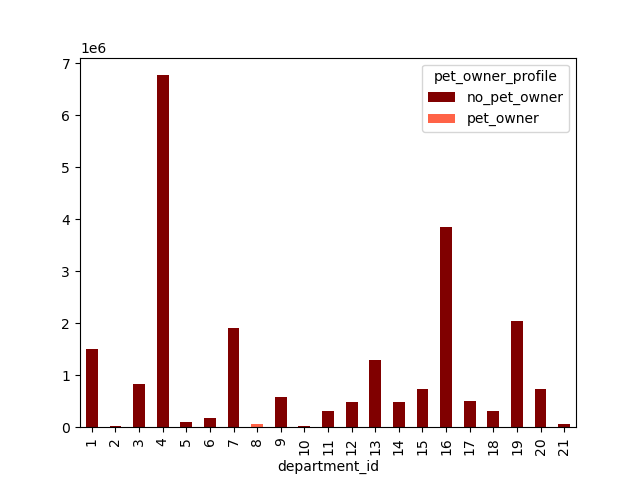 1e6
7
6
5
4
3
2
1
0
pet_owner_profile
no_pet_owner
pet_owner
1 2 3 4 5 6 7 8 9 10 11 12 13 14 15 16 17 18 19 20 21
department_id